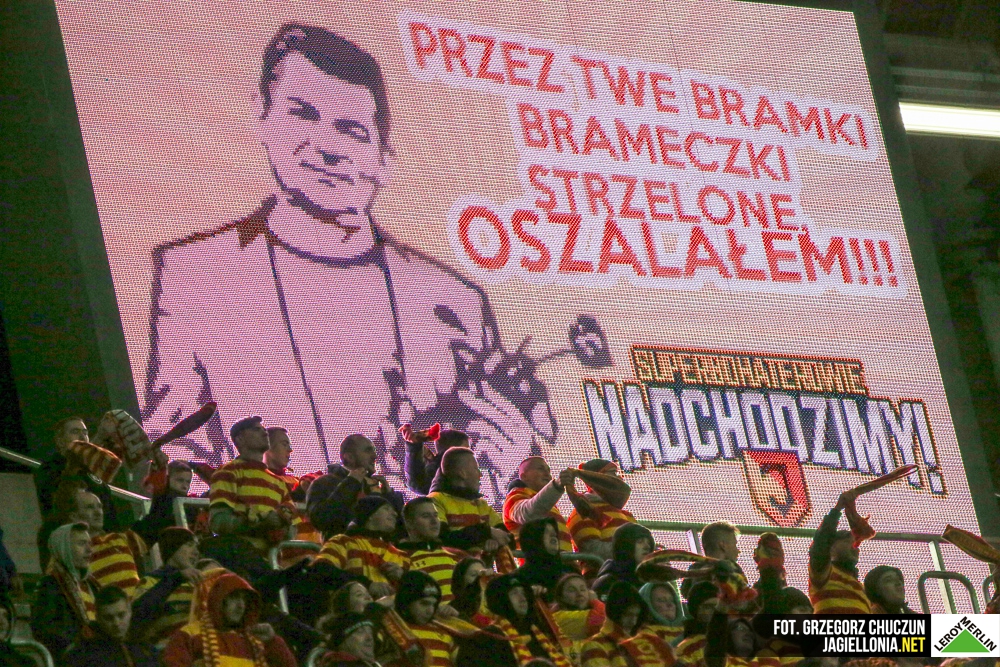 PRZEZ TWE BRAMKI
BRAMECZKI
STRZELONE,
OSZALAŁEM!!!
SUPERBOHATEROWIE
NADCHODZIMY!
FOT. GRZEGORZ CHUCZUN
JAGIELLONIA.NET
LEROY MERLIN